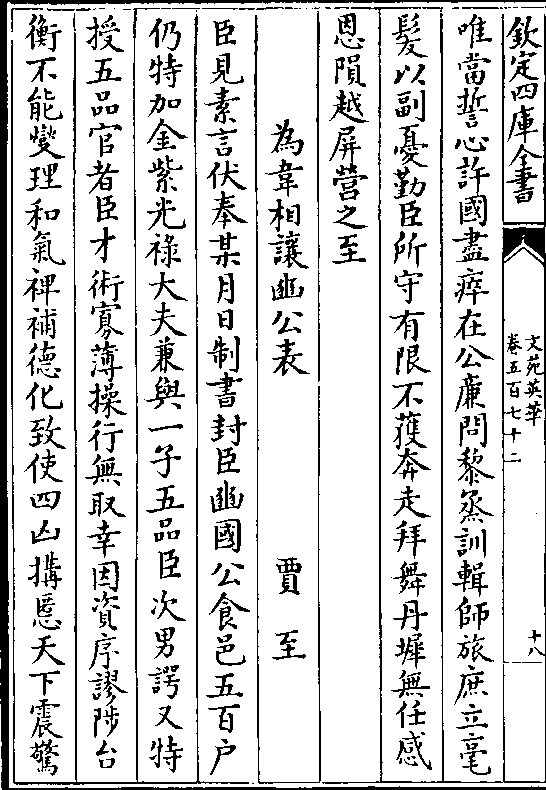 欽定四庫全書
文苑英華
卷五百七十二
十八
唯當誓心許國盡瘁在公廉問黎蒸訓輯師旅庶立毫
髮以副憂勤臣所守有限不獲奔走拜舞丹墀無任感
恩隕越屏營之至
為韋相讓豳公表 賈至
臣見素言伏奉某月日制書封臣豳國公食邑五百户
仍特加金紫光祿大夫兼與一子五品臣次男諤又特
授五品官者臣才術寡薄操行無取幸因資序謬陟台
衡不能燮理和氣裨補德化致使四凶搆慝天下震驚